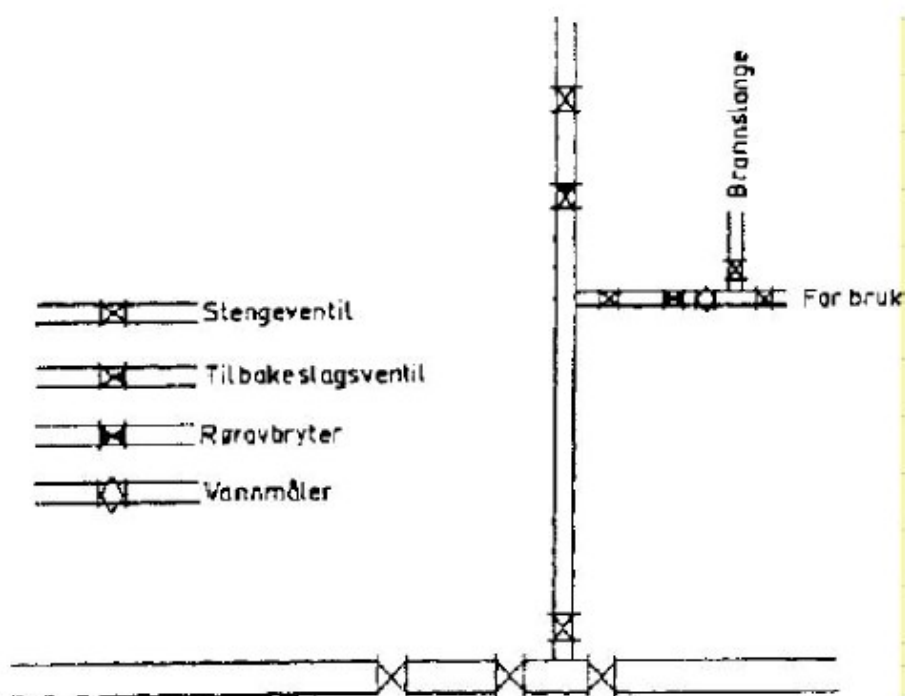 Brannslange
For bruk
Stengeventil
Tilbakeslagsventil
Røravbryter
Vannmåler